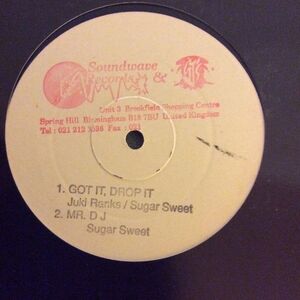 Soundwave
Records &
Unit 3 Brookfield Shopping Centre
Spring Hill Birmingham B18 7BU United Kingdom
Tel : 021 212 3596 Fax : 021
1. GOT IT, DROP IT
Juki Ranks / Sugar Sweet
2. MR. D J
Sugar Sweet